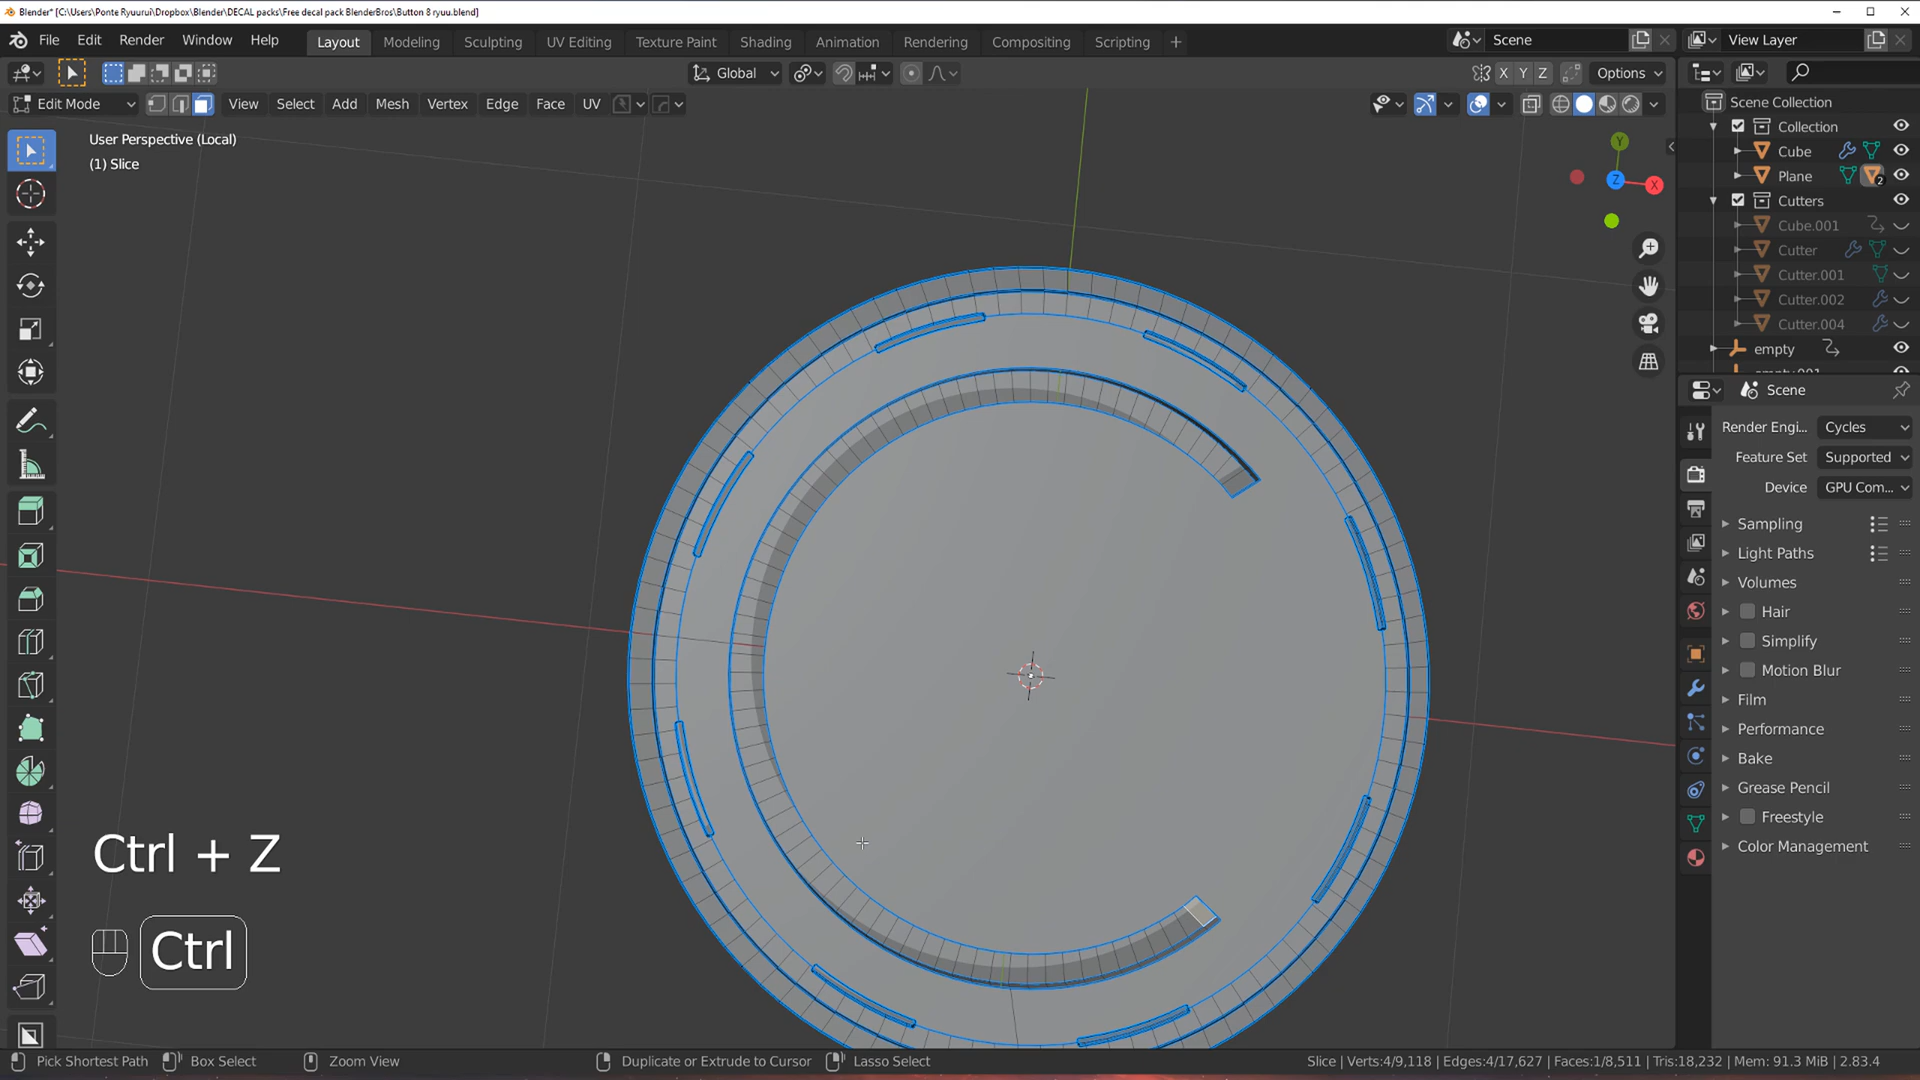 Blender* [C:\Users\Ponte Ryuurui\Dropbox\Blender\DECAL packs\Free decal pack BlenderBros\Button 8 ryuu.blend]
File Edit Render Window Help Layout Modeling Sculpting UV Editing Texture Paint Shading Animation Rendering Compositing Scripting + Scene View Layer
Global X Y Z Options
Edit Mode View Select Add Mesh Vertex Edge Face UV
User Perspective (Local)
(1) Slice
Y
Z
X
Scene Collection
Collection
Cube
Plane 2
Cutters
Cube.001
Cutter
Cutter.001
Cutter.002
Cutter.004
empty
empty.001
Scene
Render Engi... Cycles
Feature Set Supported
Device GPU Com...
Sampling
Light Paths
Volumes
Hair
Simplify
Motion Blur
Film
Performance
Bake
Grease Pencil
Freestyle
Color Management
Ctrl + Z
Ctrl
Pick Shortest Path Box Select Zoom View Duplicate or Extrude to Cursor Lasso Select Slice | Verts:4/9,118 | Edges:4/17,627 | Faces:1/8,511 | Tris:18,232 | Mem: 91.3 MiB | 2.83.4